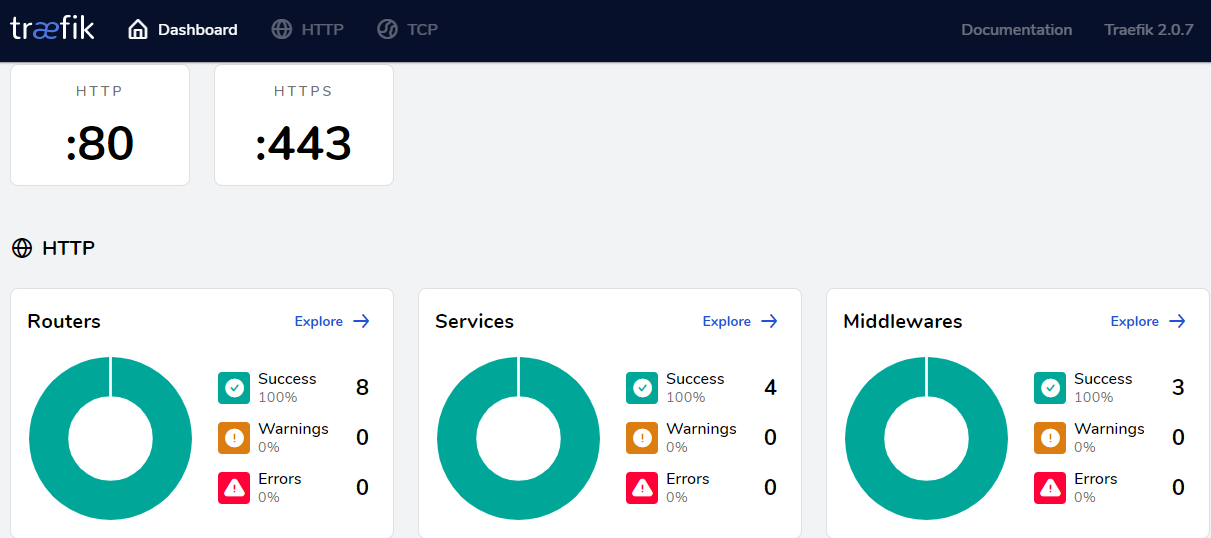 træfik Dashboard HTTP TCP Documentation Traefik 2.0.7
HTTP HTTPS
:80 :443
HTTP
Routers Explore
Success 8
100%
Warnings 0
0%
Errors 0
0%
Services Explore
Success 4
100%
Warnings 0
0%
Errors 0
0%
Middlewares Explore
Success 3
100%
Warnings 0
0%
Errors 0
0%